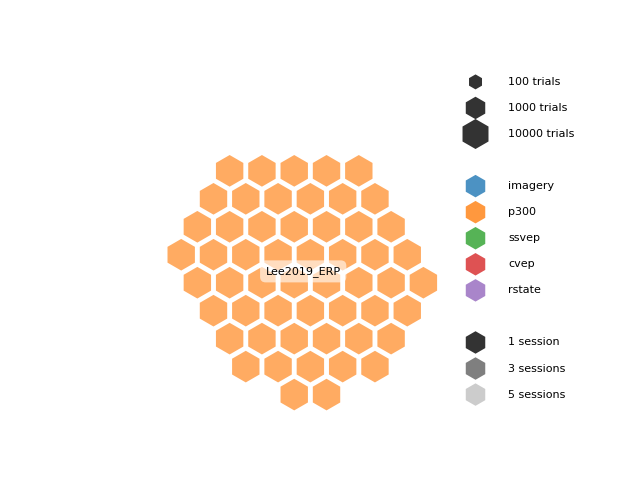 100 trials
1000 trials
10000 trials
imagery
p300
ssvep
cvep
rstate
Lee2019_ERP
1 session
3 sessions
5 sessions